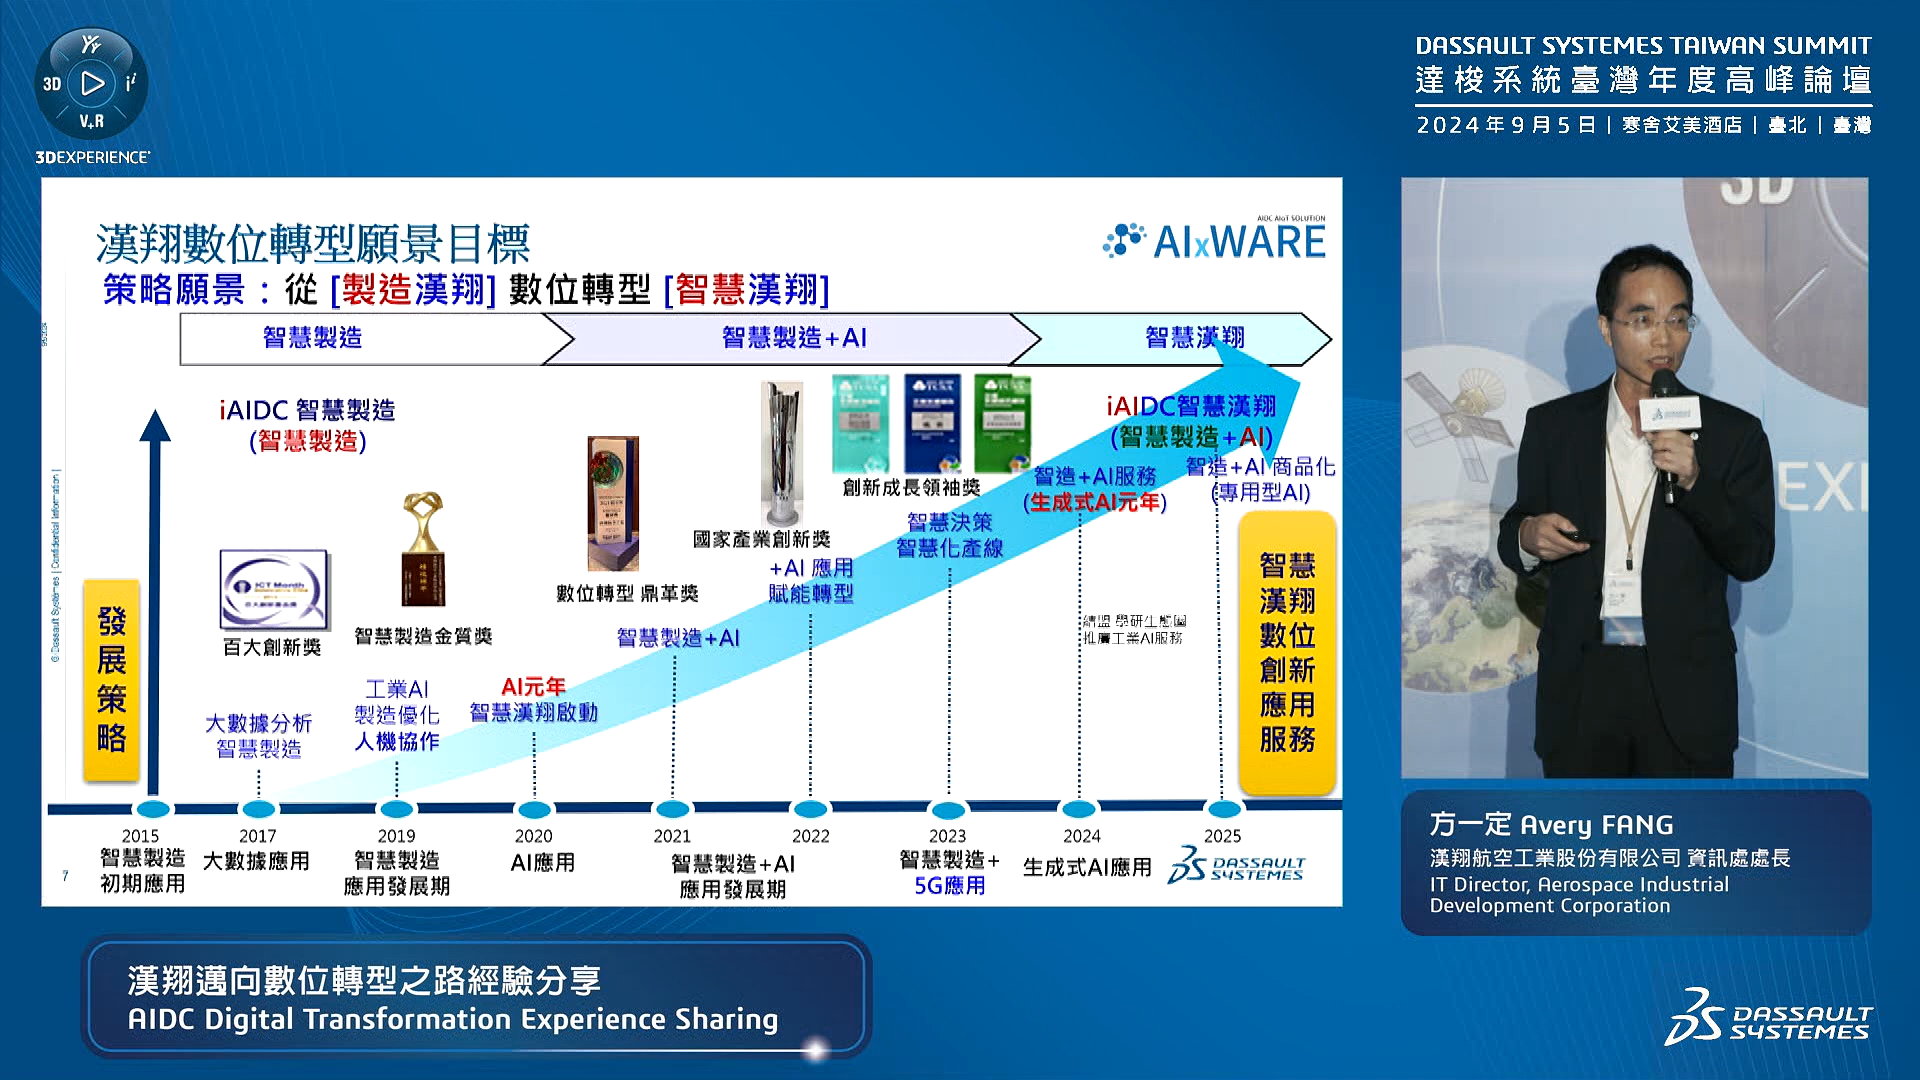 3D
i
V+R
3DEXPERIENCE
DASSAULT SYSTEMES TAIWAN SUMMIT
達梭系統臺灣年度高峰論壇
2024年9月5日 | 寒舍艾美酒店 | 臺北 | 臺灣
漢翔數位轉型願景目標
AIDC AIoT SOLUTION
AIxWARE
策略願景：從 [製造漢翔] 數位轉型 [智慧漢翔]
智慧製造
智慧製造+AI
智慧漢翔
iAIDC 智慧製造
(智慧製造)
iAIDC智慧漢翔
(智慧製造+AI)
智造+AI服務
(生成式AI元年)
智造+AI 商品化
(專用型AI)
創新成長領袖獎
國家產業創新獎
數位轉型 鼎革獎
智慧製造金質獎
ICT Month
百大創新獎
智慧決策
智慧化產線
+AI 應用
賦能轉型
智慧製造+AI
AI元年
智慧漢翔啟動
工業AI
製造優化
人機協作
大數據分析
智慧製造
結盟 學研生態圈
推廣工業AI服務
發展策略
智慧漢翔數位創新應用服務
© Dassault Systèmes | Confidential Information |
7
2015
智慧製造
初期應用
2017
大數據應用
2019
智慧製造
應用發展期
2020
AI應用
2021
2022
智慧製造+AI
應用發展期
2023
智慧製造+
5G應用
2024
生成式AI應用
2025
DASSAULT
SYSTEMES
3D
EX
方一定 Avery FANG
漢翔航空工業股份有限公司 資訊處處長
IT Director, Aerospace Industrial
Development Corporation
漢翔邁向數位轉型之路經驗分享
AIDC Digital Transformation Experience Sharing
DASSAULT
SYSTEMES